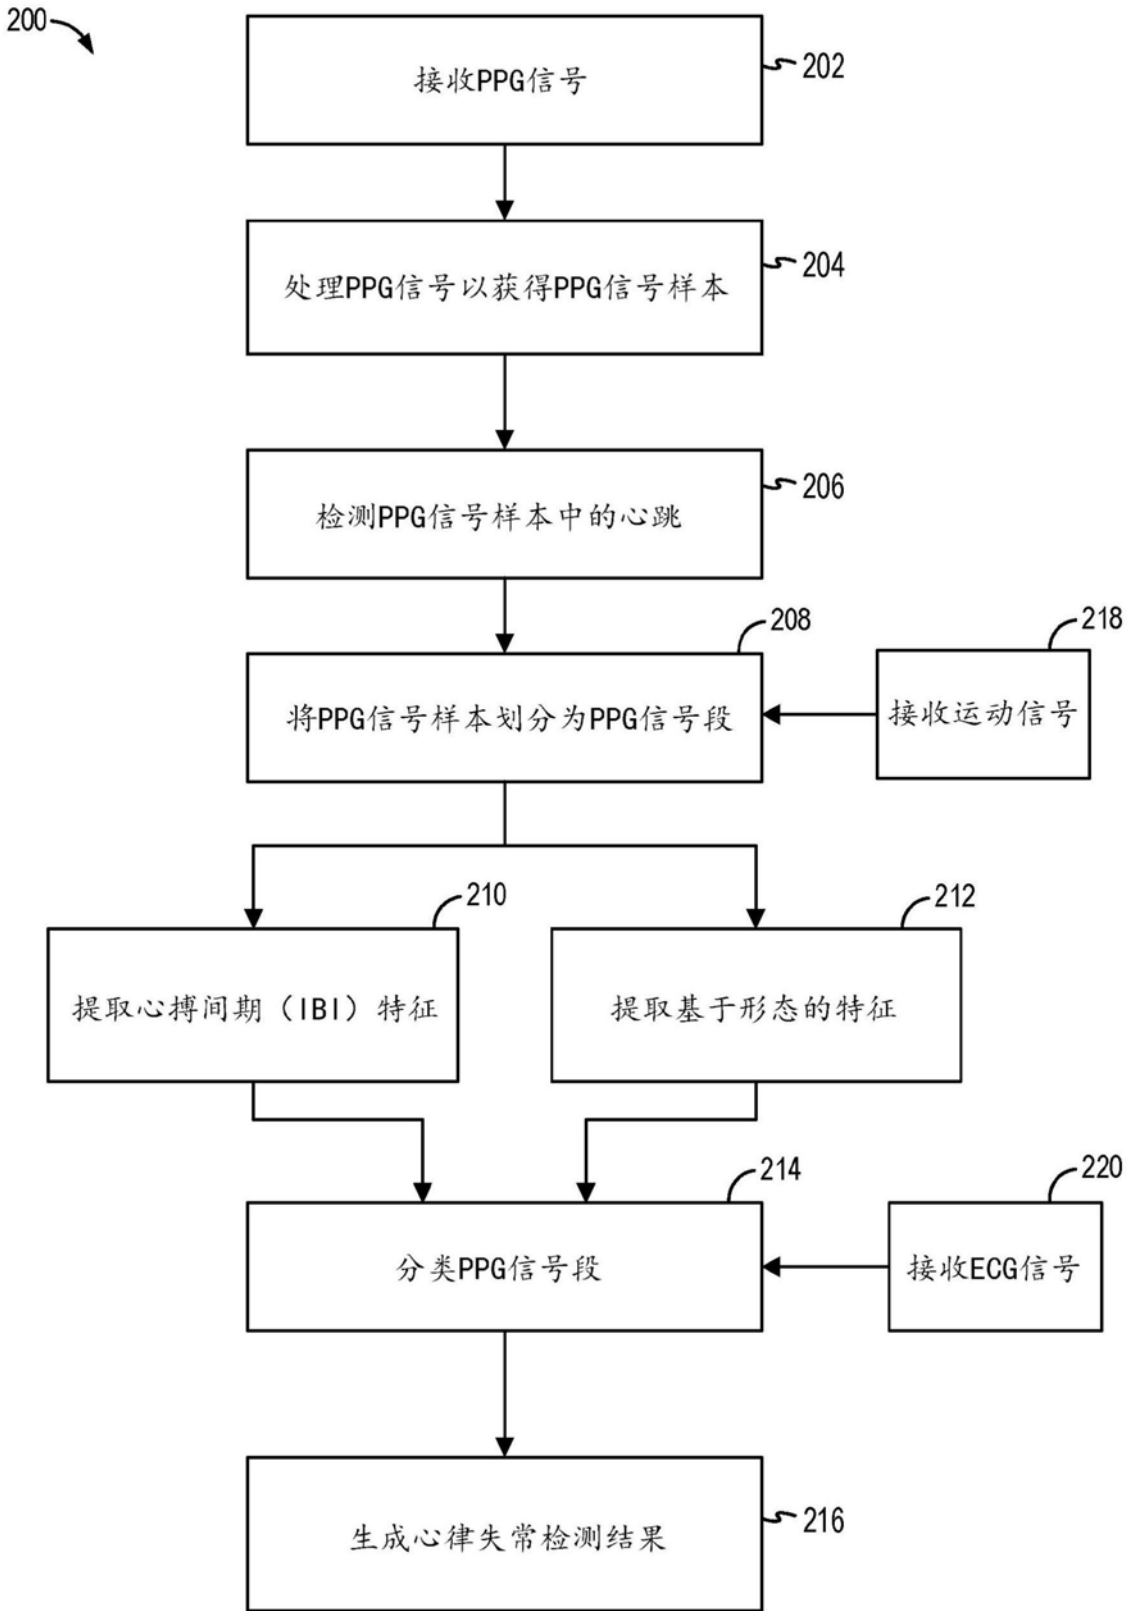 200
接收PPG信号
202
处理PPG信号以获得PPG信号样本
204
检测PPG信号样本中的心跳
206
208
218
将PPG信号样本划分为PPG信号段
接收运动信号
210
212
提取心搏间期（IBI）特征
提取基于形态的特征
214
220
分类PPG信号段
接收ECG信号
生成心律失常检测结果
216